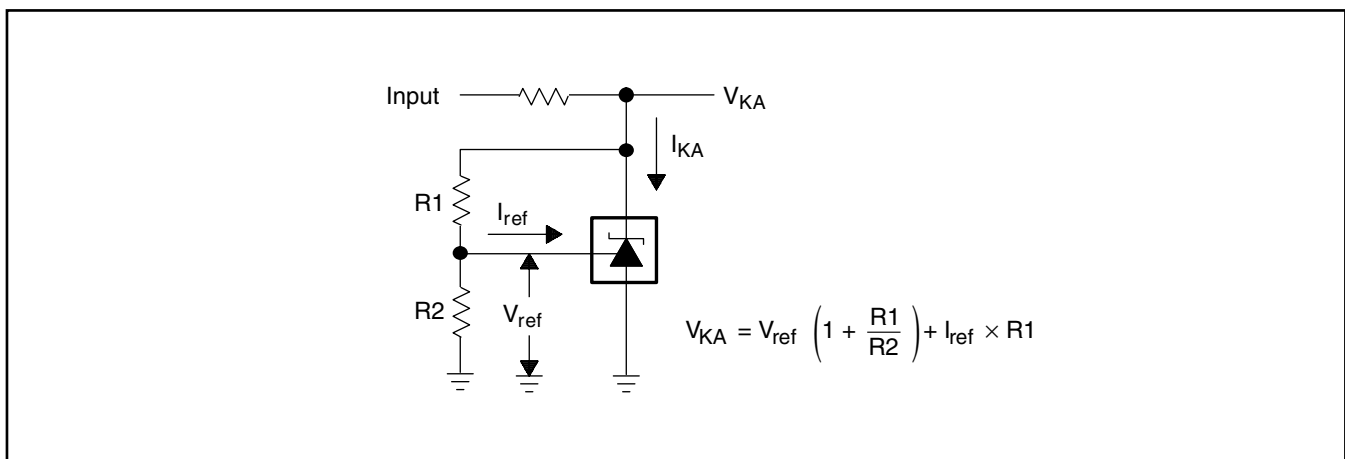 Input
V_KA
I_KA
R1
I_ref
R2
V_ref
V_KA = V_ref (1 + R1/R2) + I_ref × R1